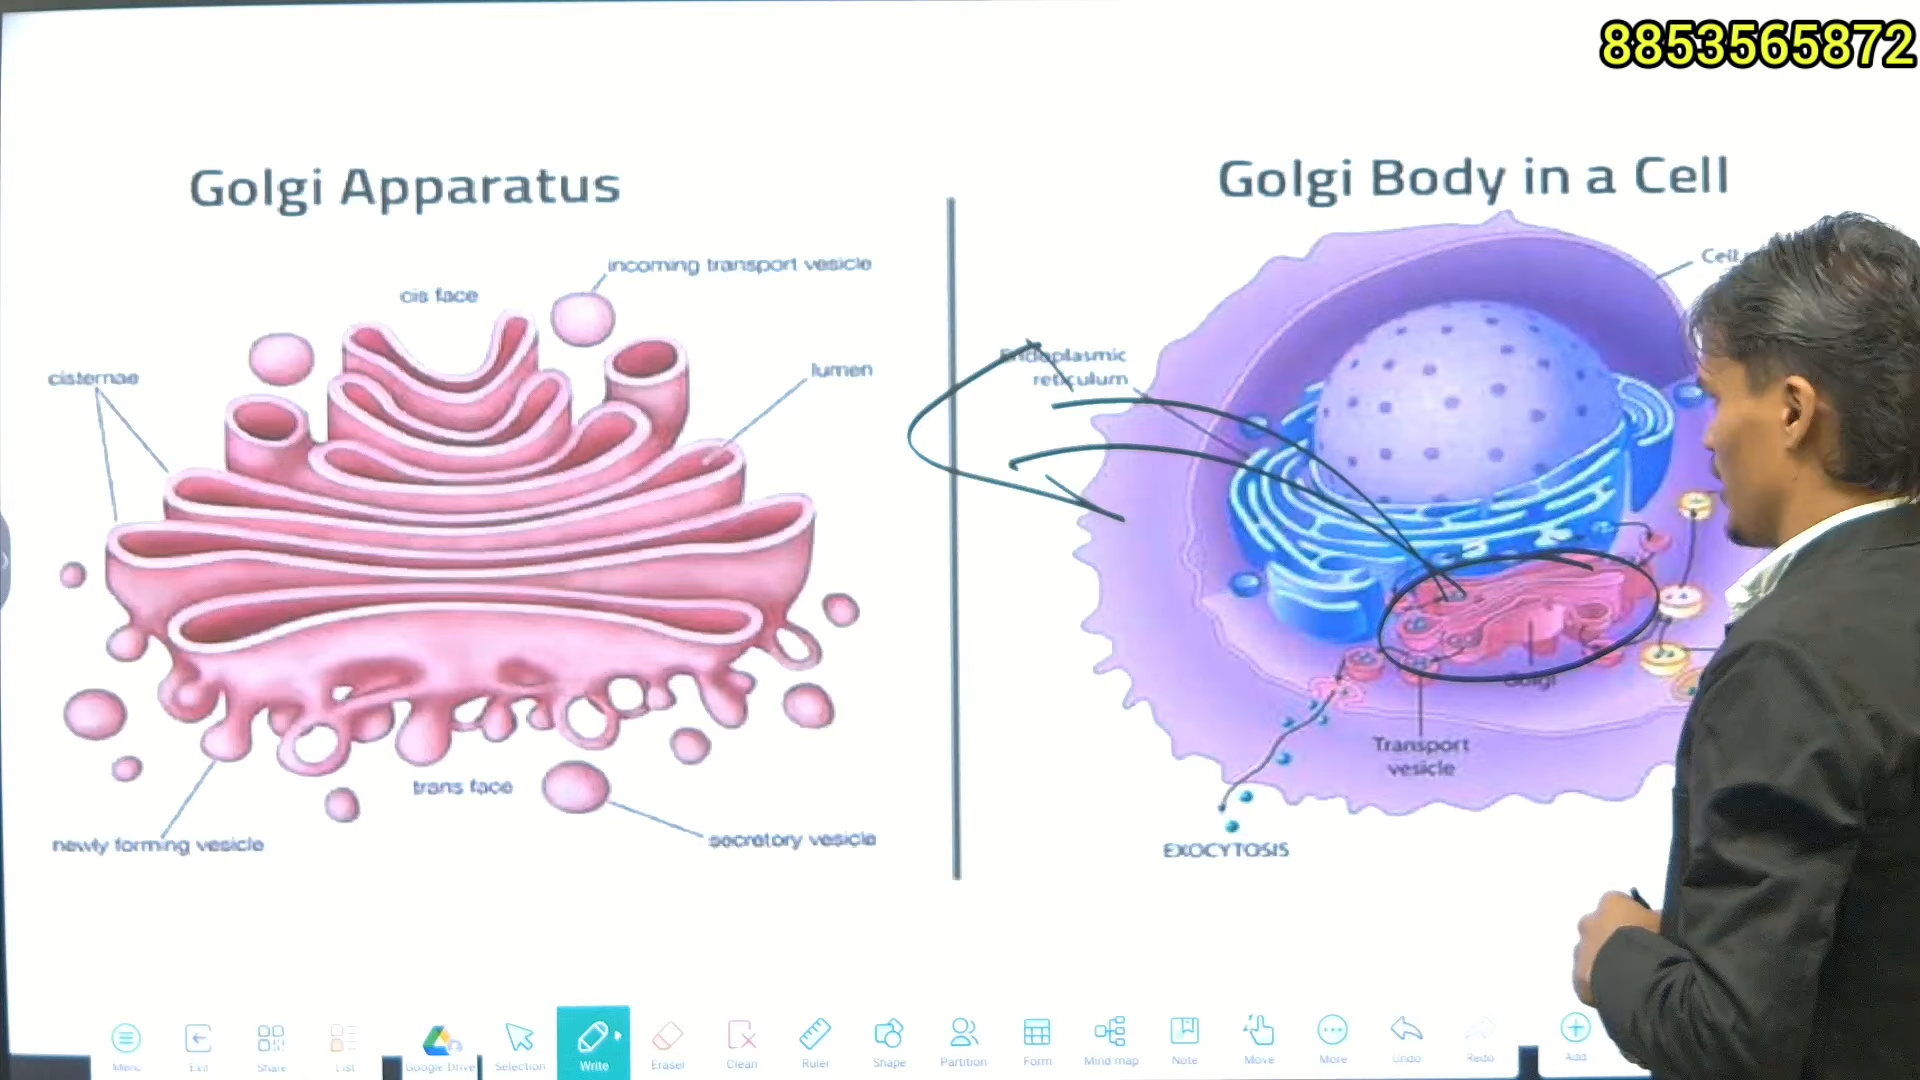 8853565872
Golgi Apparatus
Golgi Body in a Cell
incoming transport vesicle
cis face
cisternae
lumen
trans face
newly forming vesicle
secretory vesicle
Cell
Endoplasmic
reticulum
Golgi
Transport
vesicle
EXOCYTOSIS
Menu
Exit
Share
List
Google Drive
Selection
Write
Eraser
Clean
Ruler
Shape
Partition
Form
Mind map
Note
Move
More
Undo
Redo
Add